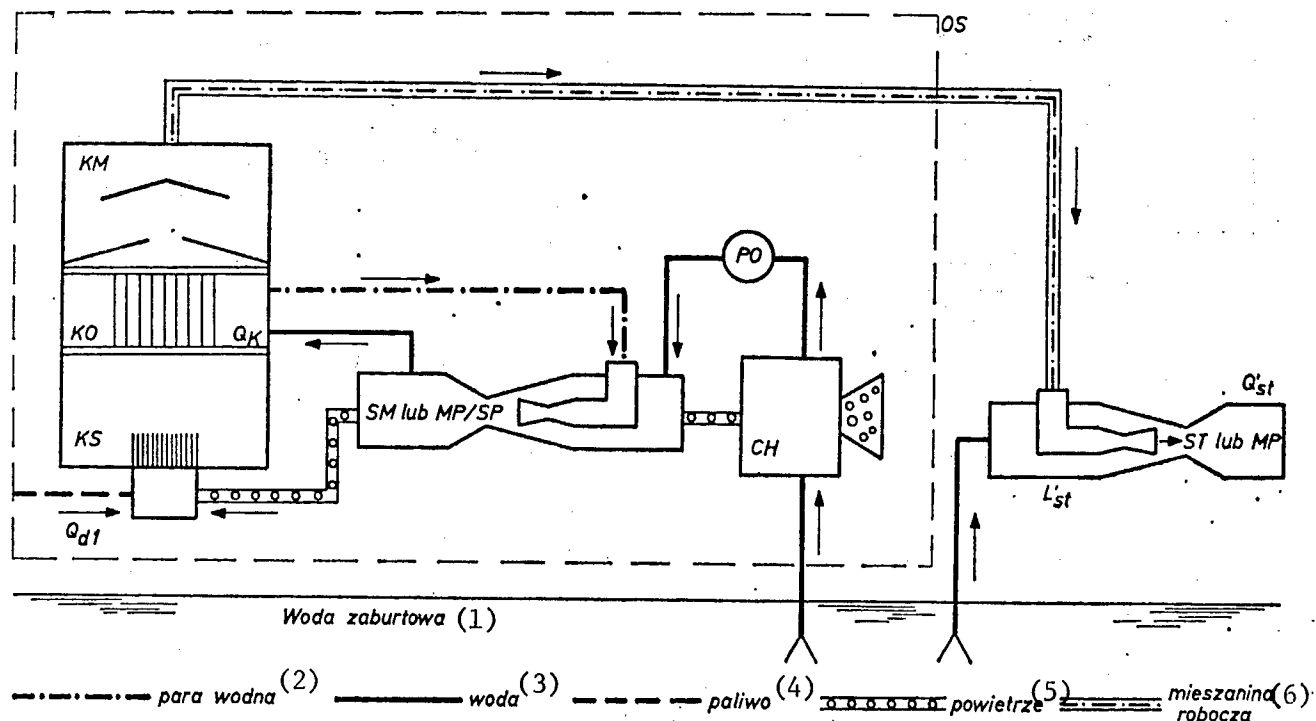 OS
KM
PO
KO
QK
SM lub MP/SP
CH
KS
Qd1
Q'st
ST lub MP
L'st
Woda zaburtowa (1)
para wodna (2) woda (3) paliwo (4) powietrze (5) mieszanina robocza (6)